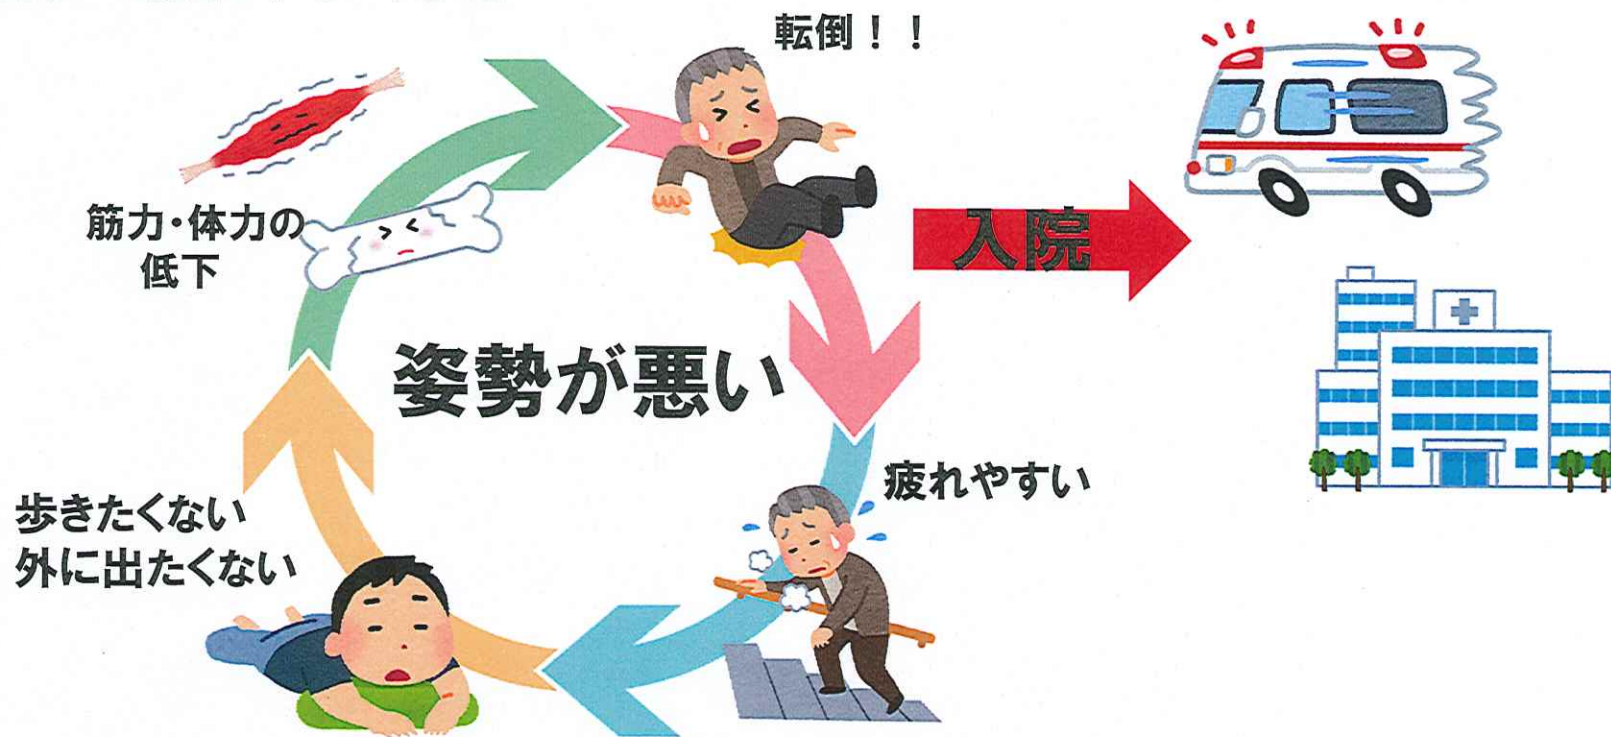 転倒！！
筋力・体力の
低下
入院
姿勢が悪い
疲れやすい
歩きたくない
外に出たくない